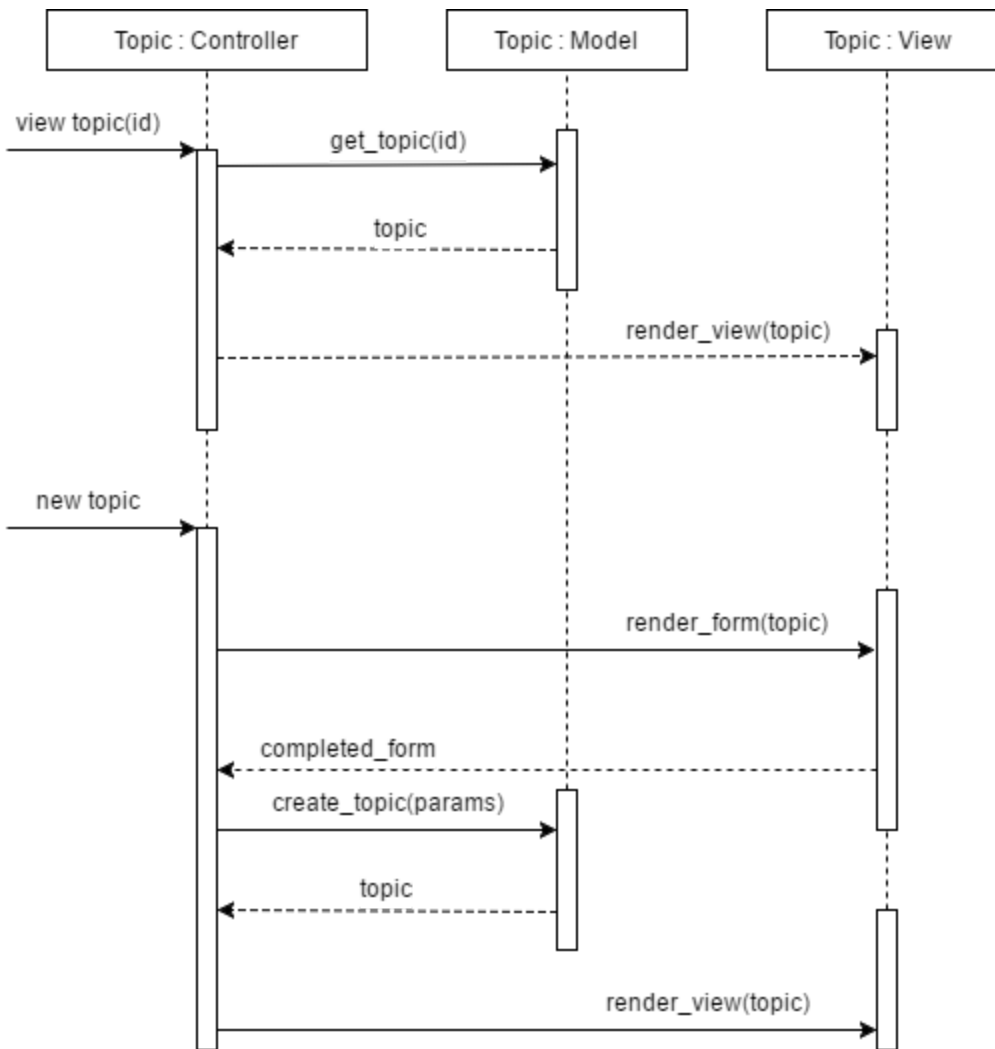 Topic : Controller
Topic : Model
Topic : View
view topic(id)
get_topic(id)
topic
render_view(topic)
new topic
render_form(topic)
completed_form
create_topic(params)
topic
render_view(topic)